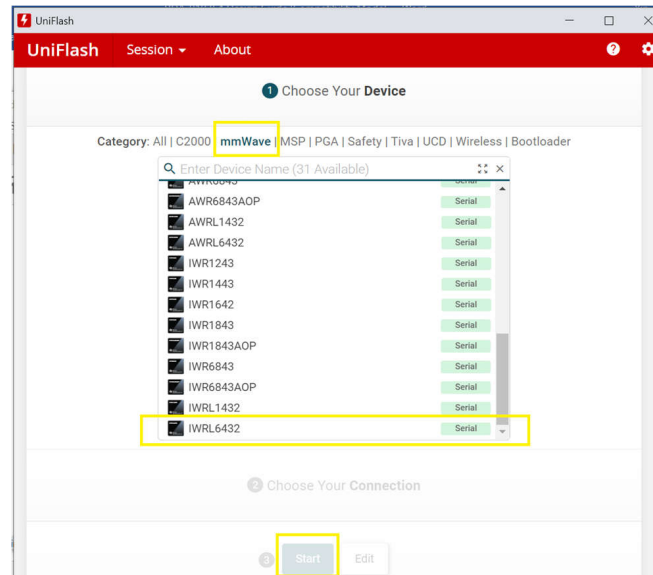 UniFlash
UniFlash Session About ?
1 Choose Your Device
Category: All | C2000 | mmWave | MSP | PGA | Safety | Tiva | UCD | Wireless | Bootloader
Enter Device Name (31 Available)
AWR6843 Serial
AWR6843AOP Serial
AWRL1432 Serial
AWRL6432 Serial
IWR1243 Serial
IWR1443 Serial
IWR1642 Serial
IWR1843 Serial
IWR1843AOP Serial
IWR6843 Serial
IWR6843AOP Serial
IWRL1432 Serial
IWRL6432 Serial
2 Choose Your Connection
3 Start Edit